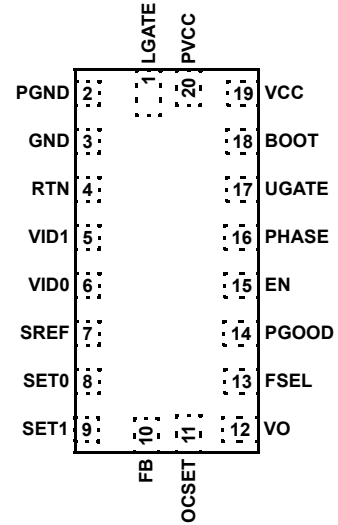 LGATE PVCC
1 20
PGND 2 19 VCC
GND 3 18 BOOT
RTN 4 17 UGATE
VID1 5 16 PHASE
VID0 6 15 EN
SREF 7 14 PGOOD
SET0 8 13 FSEL
SET1 9 12 VO
10 11
FB OCSET